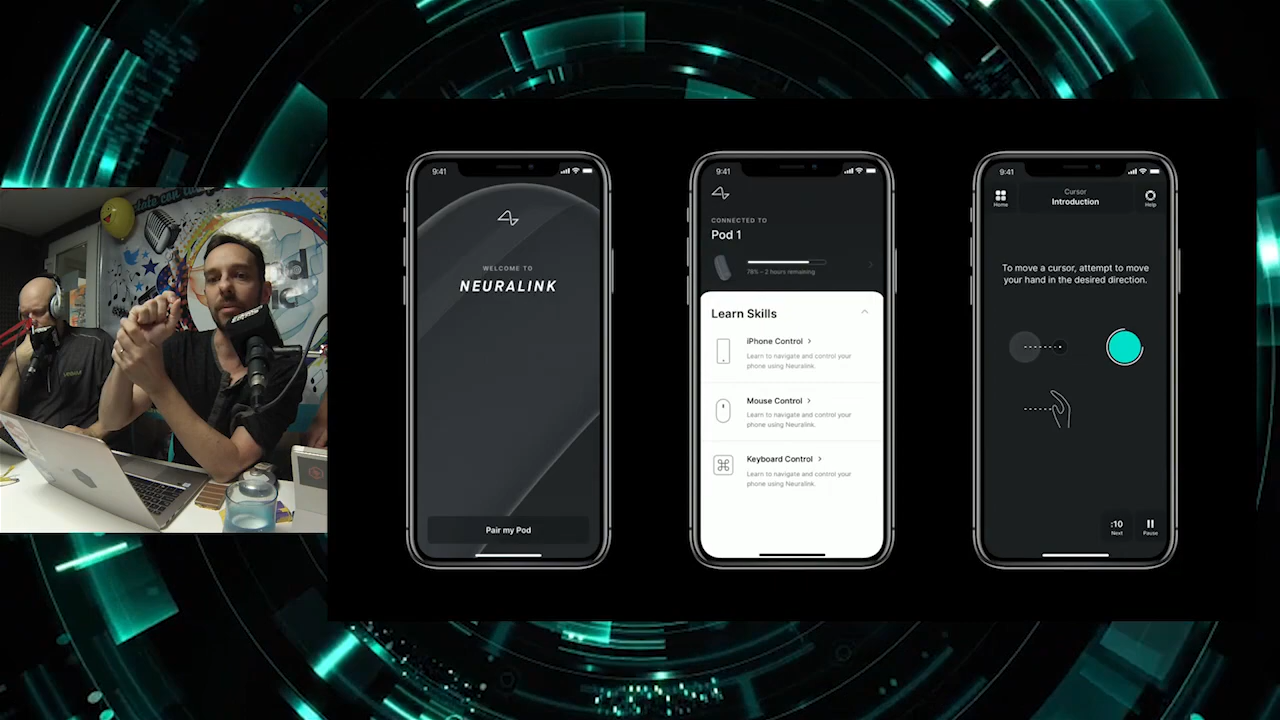 9:41
WELCOME TO
NEURALINK
Pair my Pod
9:41
CONNECTED TO
Pod 1
78% – 2 hours remaining
Learn Skills
iPhone Control >
Learn to navigate and control your
phone using Neuralink.
Mouse Control >
Learn to navigate and control your
phone using Neuralink.
Keyboard Control >
Learn to navigate and control your
phone using Neuralink.
9:41
Home
Cursor
Introduction
Help
To move a cursor, attempt to move
your hand in the desired direction.
:10
Next
Pause